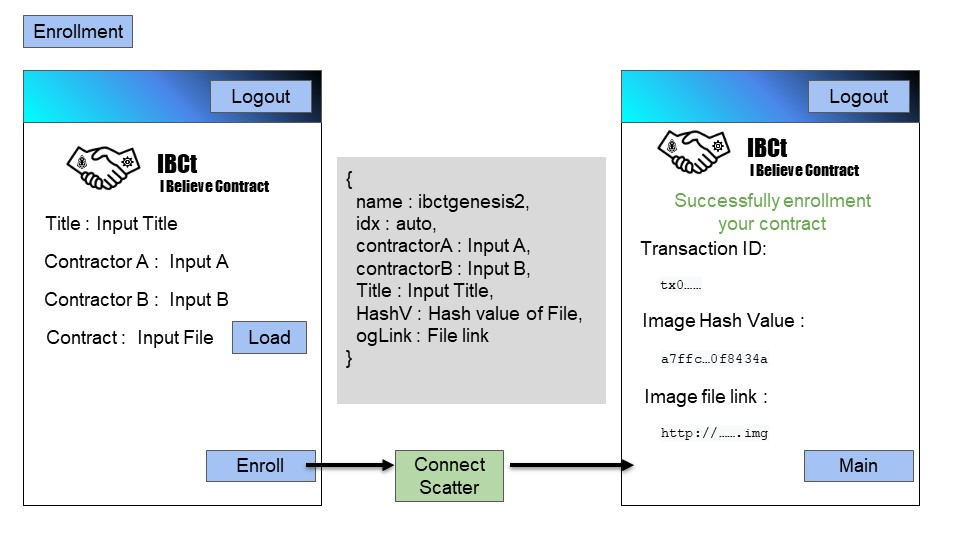 Enrollment
Logout
IBCt
I Believe Contract
Title : Input Title
Contractor A : Input A
Contractor B : Input B
Contract : Input File
Load
Enroll
{
name : ibctgenesis2,
idx : auto,
contractorA : Input A,
contractorB : Input B,
Title : Input Title,
HashV : Hash value of File,
ogLink : File link
}
Connect
Scatter
Logout
IBCt
I Believe Contract
Successfully enrollment
your contract
Transaction ID:
tx0……
Image Hash Value :
a7ffc…0f8434a
Image file link :
http://…….img
Main